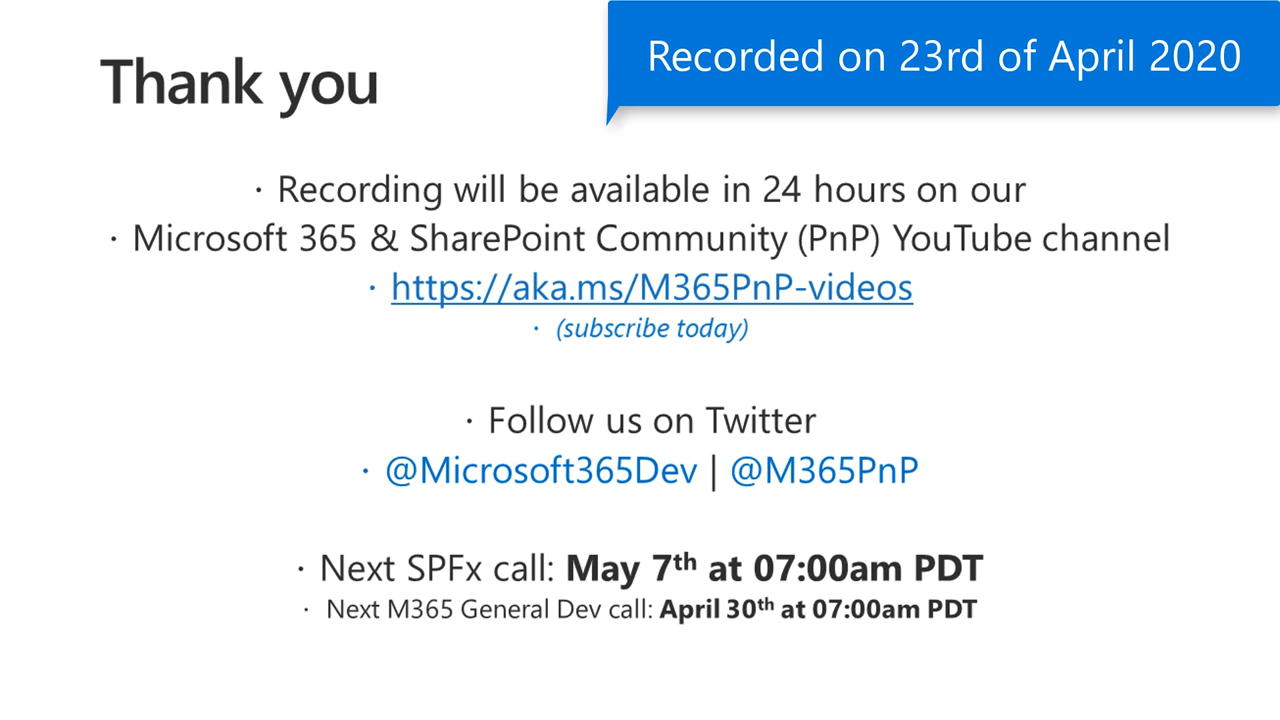 Thank you
Recorded on 23rd of April 2020
· Recording will be available in 24 hours on our
· Microsoft 365 & SharePoint Community (PnP) YouTube channel
· https://aka.ms/M365PnP-videos
· (subscribe today)
· Follow us on Twitter
· @Microsoft365Dev | @M365PnP
· Next SPFx call: May 7th at 07:00am PDT
· Next M365 General Dev call: April 30th at 07:00am PDT